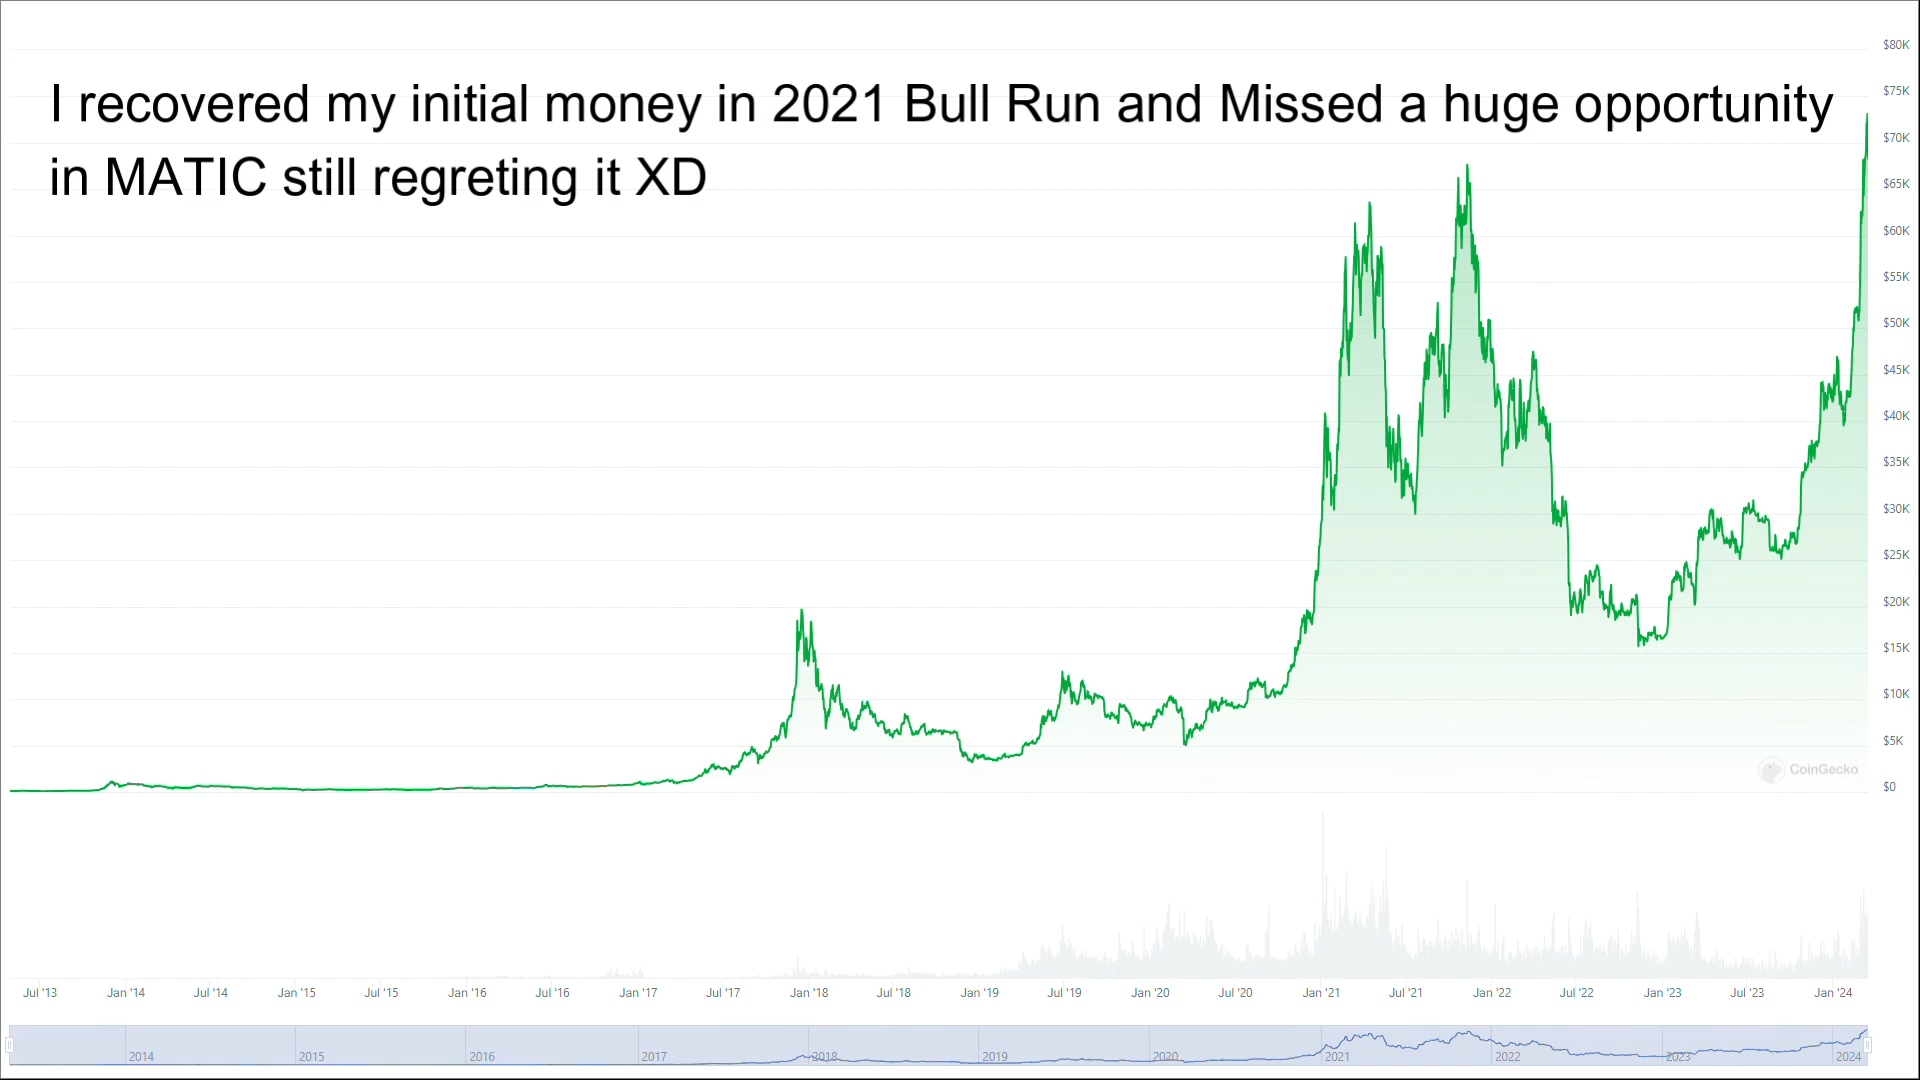 I recovered my initial money in 2021 Bull Run and Missed a huge opportunity
in MATIC still regreting it XD
$80K
$75K
$70K
$65K
$60K
$55K
$50K
$45K
$40K
$35K
$30K
$25K
$20K
$15K
$10K
$5K
$0
CoinGecko
Jul '13 Jan '14 Jul '14 Jan '15 Jul '15 Jan '16 Jul '16 Jan '17 Jul '17 Jan '18 Jul '18 Jan '19 Jul '19 Jan '20 Jul '20 Jan '21 Jul '21 Jan '22 Jul '22 Jan '23 Jul '23 Jan '24
2014 2015 2016 2017 2018 2019 2020 2021 2022 2023 2024